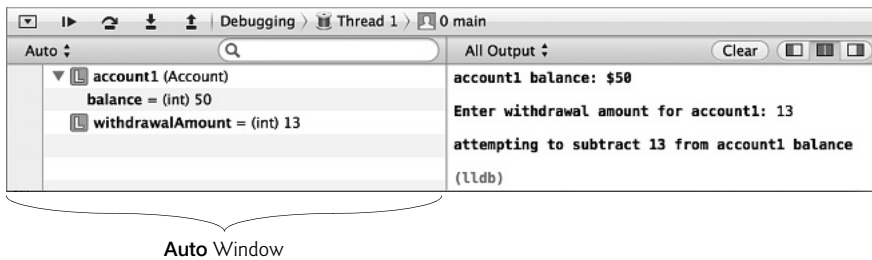 Debugging Thread 1 0 main
Auto
All Output Clear
L account1 (Account)
balance = (int) 50
L withdrawalAmount = (int) 13
account1 balance: $50
Enter withdrawal amount for account1: 13
attempting to subtract 13 from account1 balance
(lldb)
Auto Window